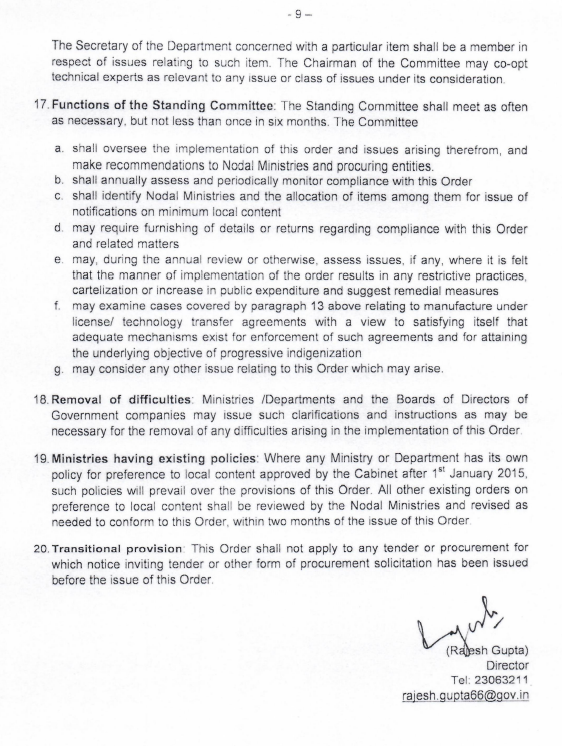 - 9 –
The Secretary of the Department concerned with a particular item shall be a member in
respect of issues relating to such item. The Chairman of the Committee may co-opt
technical experts as relevant to any issue or class of issues under its consideration.
17. Functions of the Standing Committee: The Standing Committee shall meet as often
as necessary, but not less than once in six months. The Committee
a. shall oversee the implementation of this order and issues arising therefrom, and
make recommendations to Nodal Ministries and procuring entities.
b. shall annually assess and periodically monitor compliance with this Order
c. shall identify Nodal Ministries and the allocation of items among them for issue of
notifications on minimum local content
d. may require furnishing of details or returns regarding compliance with this Order
and related matters
e. may, during the annual review or otherwise, assess issues, if any, where it is felt
that the manner of implementation of the order results in any restrictive practices,
cartelization or increase in public expenditure and suggest remedial measures
f. may examine cases covered by paragraph 13 above relating to manufacture under
license/ technology transfer agreements with a view to satisfying itself that
adequate mechanisms exist for enforcement of such agreements and for attaining
the underlying objective of progressive indigenization
g. may consider any other issue relating to this Order which may arise.
18. Removal of difficulties: Ministries /Departments and the Boards of Directors of
Government companies may issue such clarifications and instructions as may be
necessary for the removal of any difficulties arising in the implementation of this Order.
19. Ministries having existing policies: Where any Ministry or Department has its own
policy for preference to local content approved by the Cabinet after 1st January 2015,
such policies will prevail over the provisions of this Order. All other existing orders on
preference to local content shall be reviewed by the Nodal Ministries and revised as
needed to conform to this Order, within two months of the issue of this Order.
20. Transitional provision: This Order shall not apply to any tender or procurement for
which notice inviting tender or other form of procurement solicitation has been issued
before the issue of this Order.
Rajesh
(Rajesh Gupta)
Director
Tel: 23063211
rajesh.gupta66@gov.in